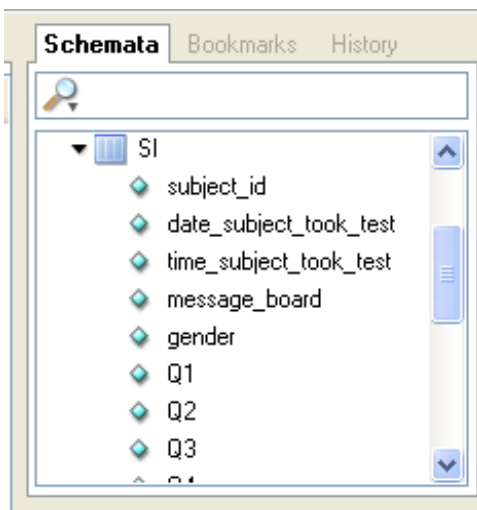 Schemata Bookmarks History
SI
subject_id
date_subject_took_test
time_subject_took_test
message_board
gender
Q1
Q2
Q3